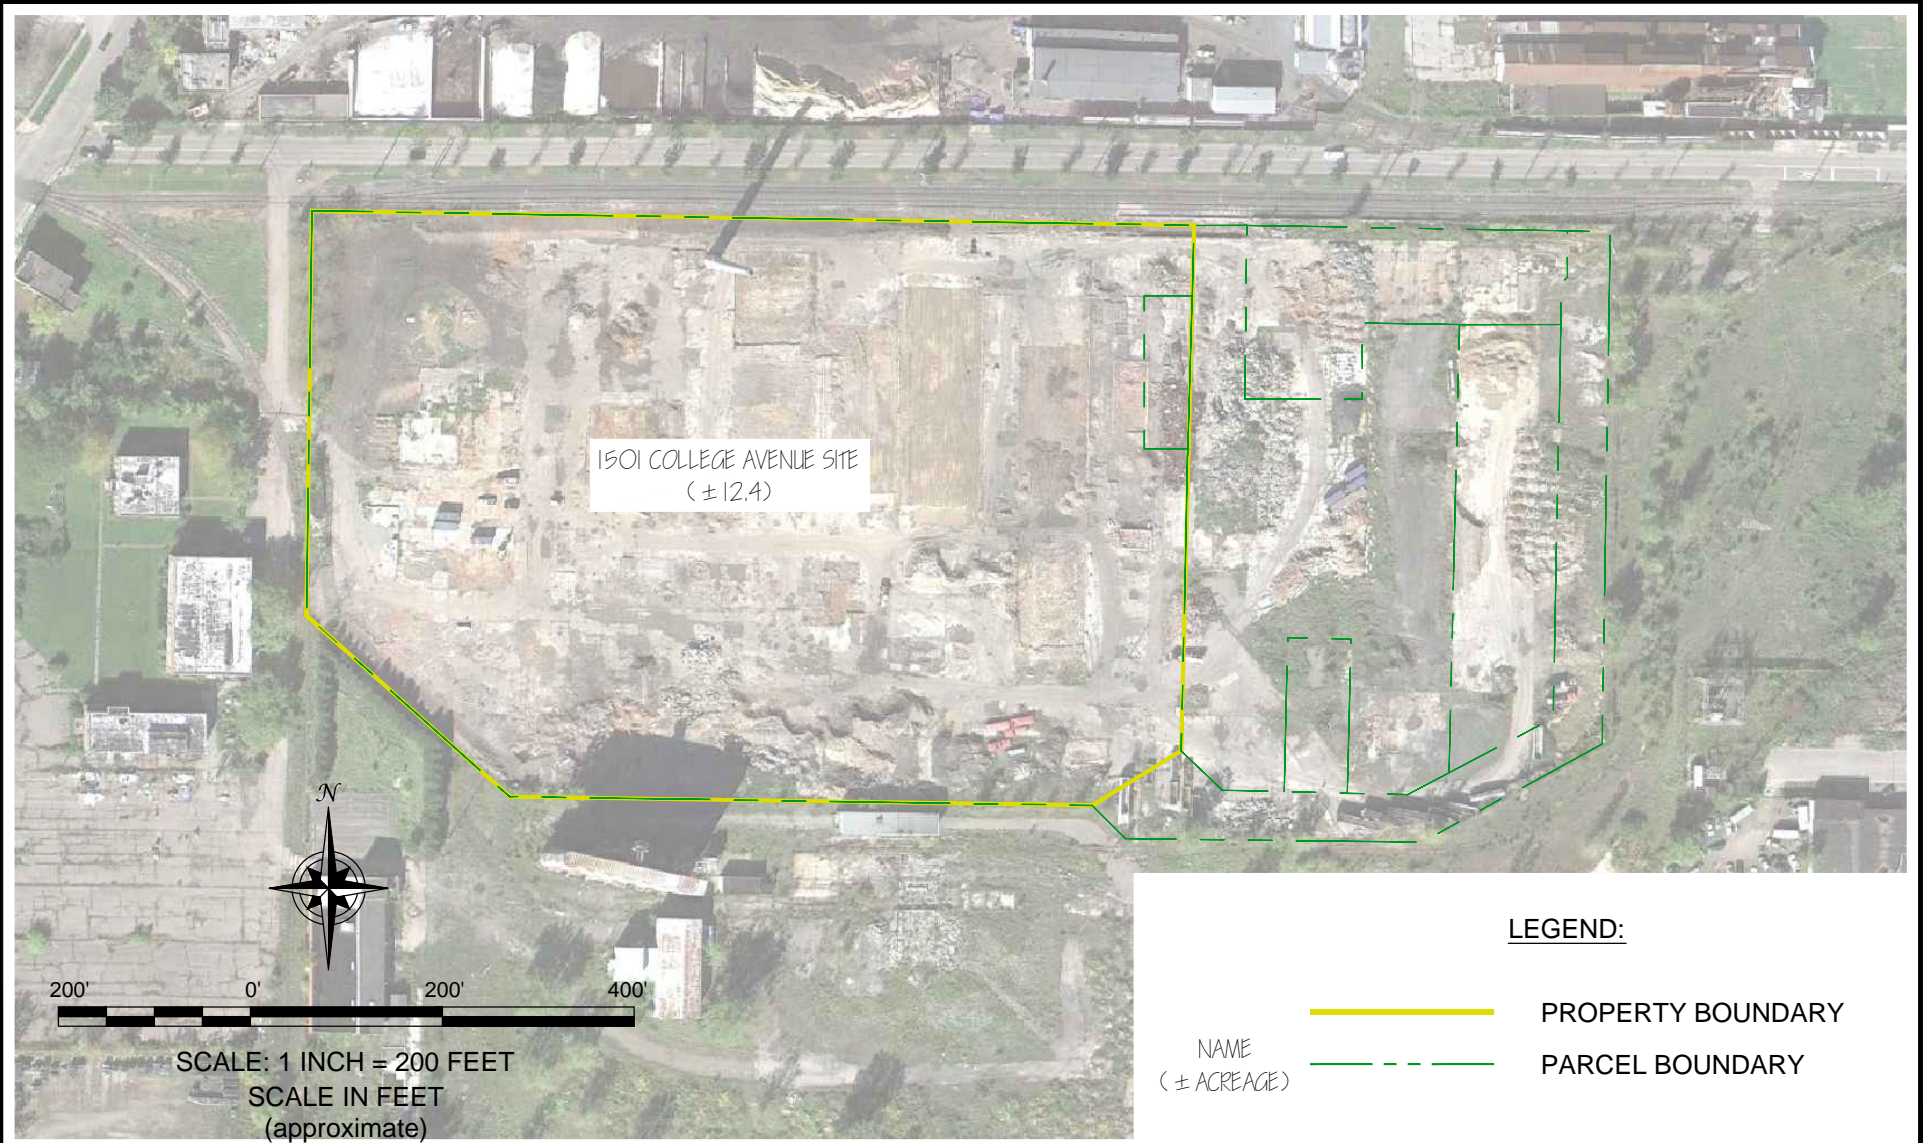 1501 COLLEGE AVENUE SITE
( ± 12.4)
N
200' 0' 200' 400'
SCALE: 1 INCH = 200 FEET
SCALE IN FEET
(approximate)
LEGEND:
PROPERTY BOUNDARY
NAME
( ± ACREAGE)
PARCEL BOUNDARY